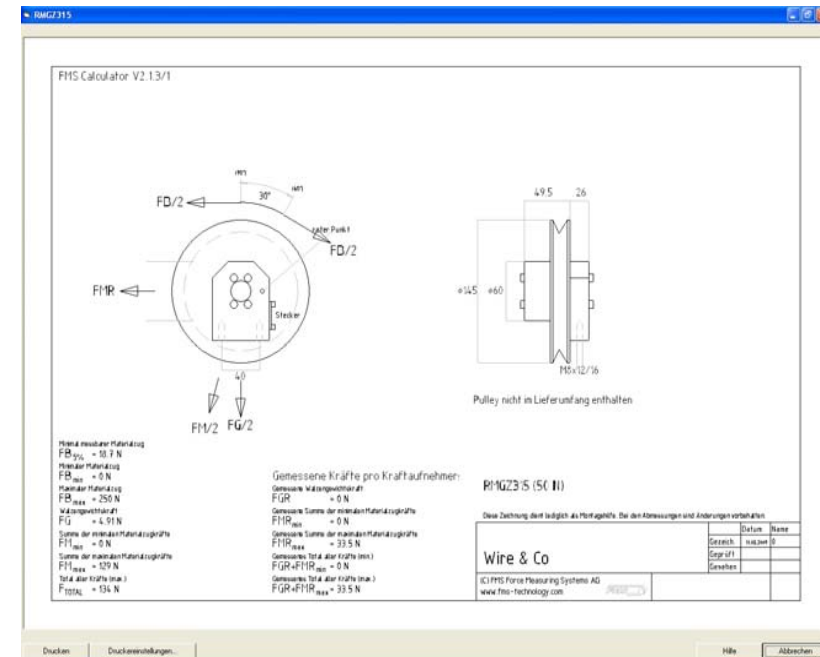 RMGZ315
FMS Calculator V2.1.3/1
30°
FB/2
roter Punkt
FB/2
FMR
Stecker
40
FM/2 FG/2
49.5 26
ø145 ø60
M8x12/16
Pulley nicht im Lieferumfang enthalten
Minimal messbarer Materialzug
FB5% = 18.7 N
Minimaler Materialzug
FBmin = 0 N
Maximaler Materialzug
FBmax = 250 N
Walzengewichtskraft
FG = 4.91 N
Summe der minimalen Materialzugkräfte
FMmin = 0 N
Summe der maximalen Materialzugkräfte
FMmax = 129 N
Total aller Kräfte (max.)
FTOTAL = 134 N
Gemessene Kräfte pro Kraftaufnehmer:
Gemessene Walzengewichtskraft
FGR = 0 N
Gemessene Summe der minimalen Materialzugkräfte
FMRmin = 0 N
Gemessene Summe der maximalen Materialzugkräfte
FMRmax = 33.5 N
Gemessenes Total aller Kräfte (min.)
FGR+FMRmin = 0 N
Gemessenes Total aller Kräfte (max.)
FGR+FMRmax = 33.5 N
RMGZ315 (50 N)
Diese Zeichnung dient lediglich als Montagehilfe. Bei den Abmessungen sind Änderungen vorbehalten
Datum Name
Gezeich
Geprüft
Gesehen
Wire & Co
(C) FMS Force Measuring Systems AG
www.fms-technology.com
Drucken Druckereinstellungen... Hilfe Abbrechen